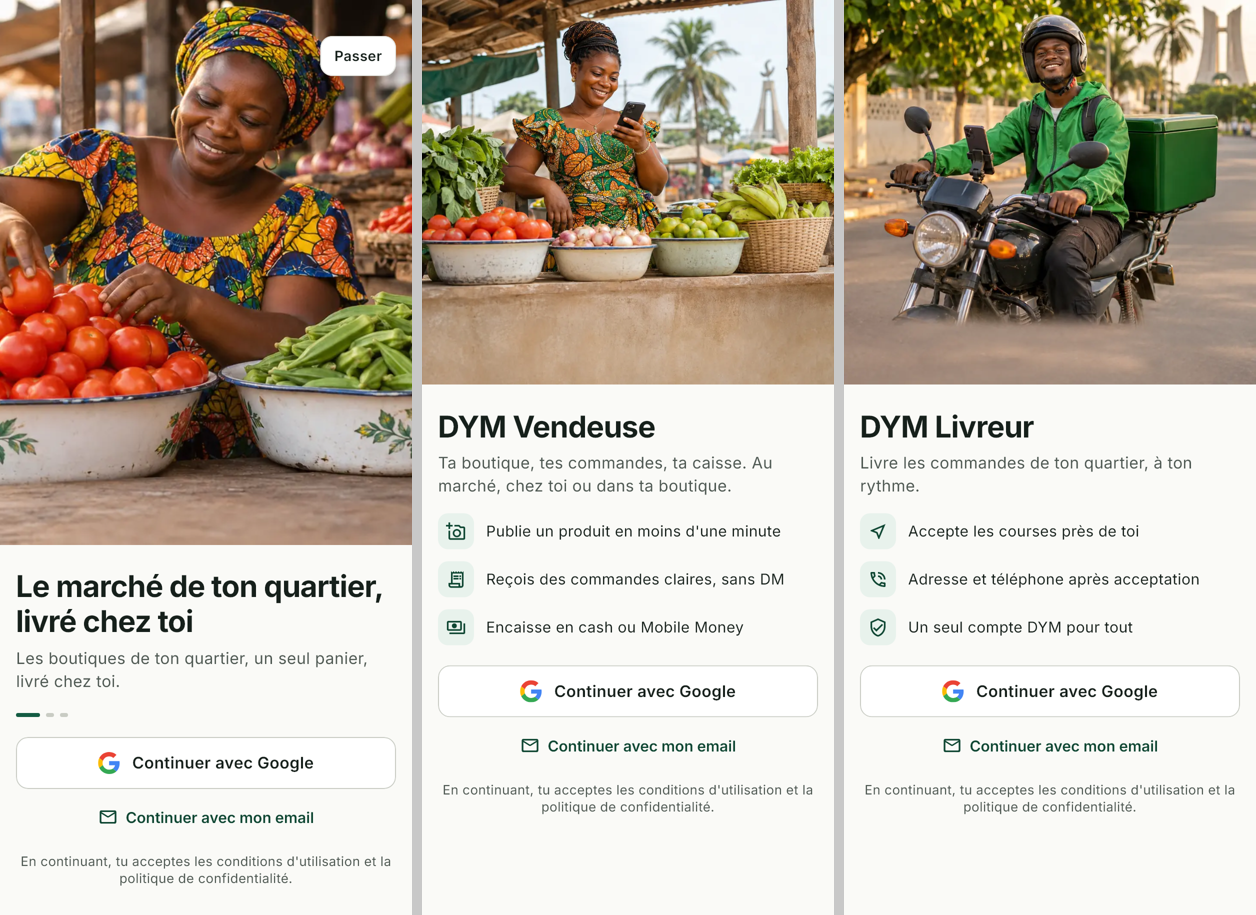 Passer
Le marché de ton quartier,
livré chez toi
Les boutiques de ton quartier, un seul panier,
livré chez toi.
Continuer avec Google
Continuer avec mon email
En continuant, tu acceptes les conditions d'utilisation et la
politique de confidentialité.
DYM Vendeuse
Ta boutique, tes commandes, ta caisse. Au
marché, chez toi ou dans ta boutique.
Publie un produit en moins d'une minute
Reçois des commandes claires, sans DM
Encaisse en cash ou Mobile Money
Continuer avec Google
Continuer avec mon email
En continuant, tu acceptes les conditions d'utilisation et la
politique de confidentialité.
DYM Livreur
Livre les commandes de ton quartier, à ton
rythme.
Accepte les courses près de toi
Adresse et téléphone après acceptation
Un seul compte DYM pour tout
Continuer avec Google
Continuer avec mon email
En continuant, tu acceptes les conditions d'utilisation et la
politique de confidentialité.